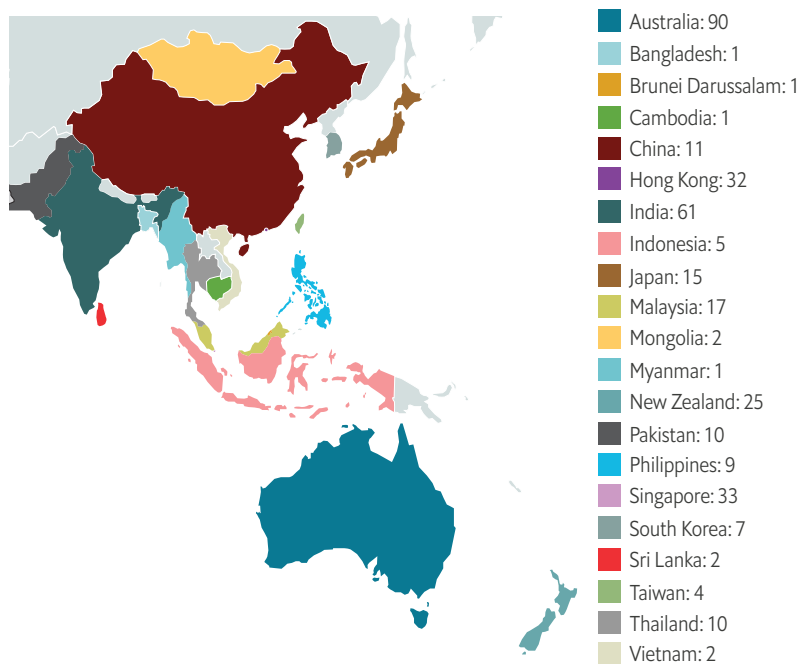 Australia: 90
Bangladesh: 1
Brunei Darussalam: 1
Cambodia: 1
China: 11
Hong Kong: 32
India: 61
Indonesia: 5
Japan: 15
Malaysia: 17
Mongolia: 2
Myanmar: 1
New Zealand: 25
Pakistan: 10
Philippines: 9
Singapore: 33
South Korea: 7
Sri Lanka: 2
Taiwan: 4
Thailand: 10
Vietnam: 2